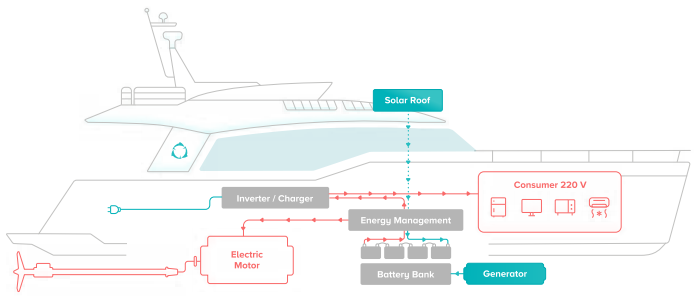 Solar Roof
Consumer 220 V
Inverter / Charger
Energy Management
Electric
Motor
Battery Bank
Generator